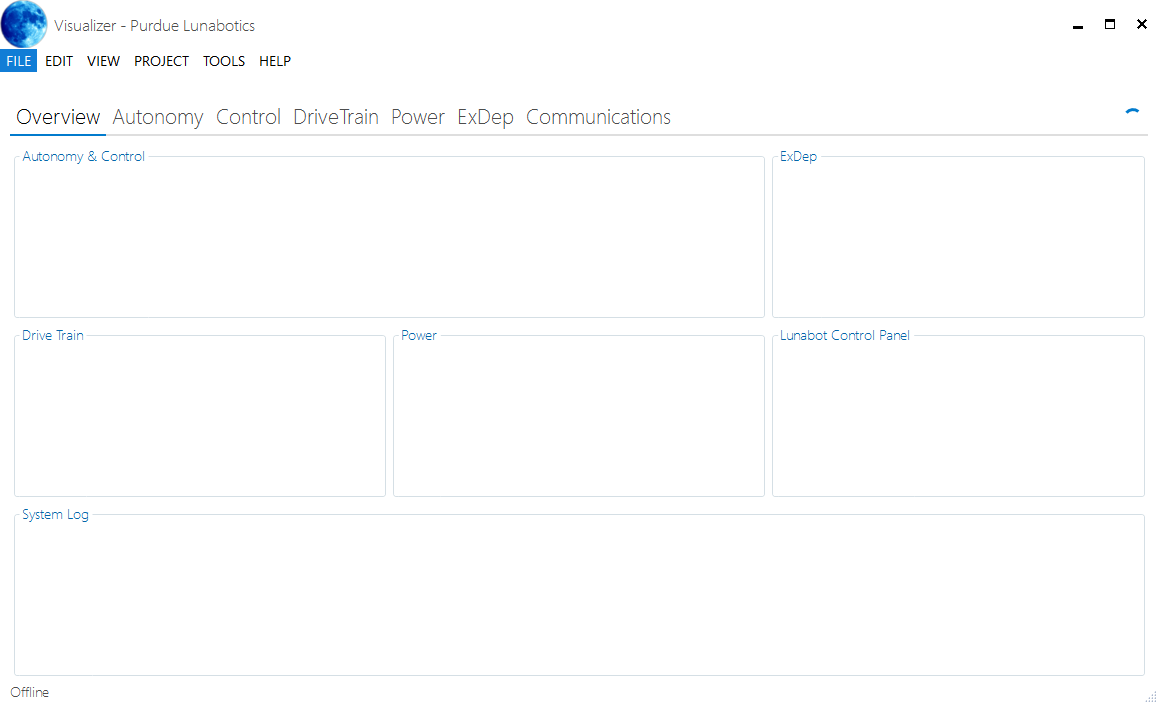 Visualizer - Purdue Lunabotics
FILE EDIT VIEW PROJECT TOOLS HELP
Overview Autonomy Control DriveTrain Power ExDep Communications
Autonomy & Control ExDep
Drive Train Power Lunabot Control Panel
System Log
Offline